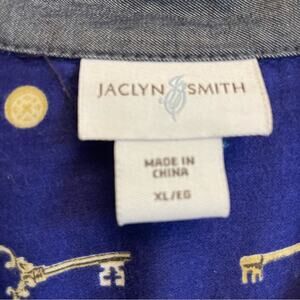 JACLYN SMITH
MADE IN
CHINA
XL/EG